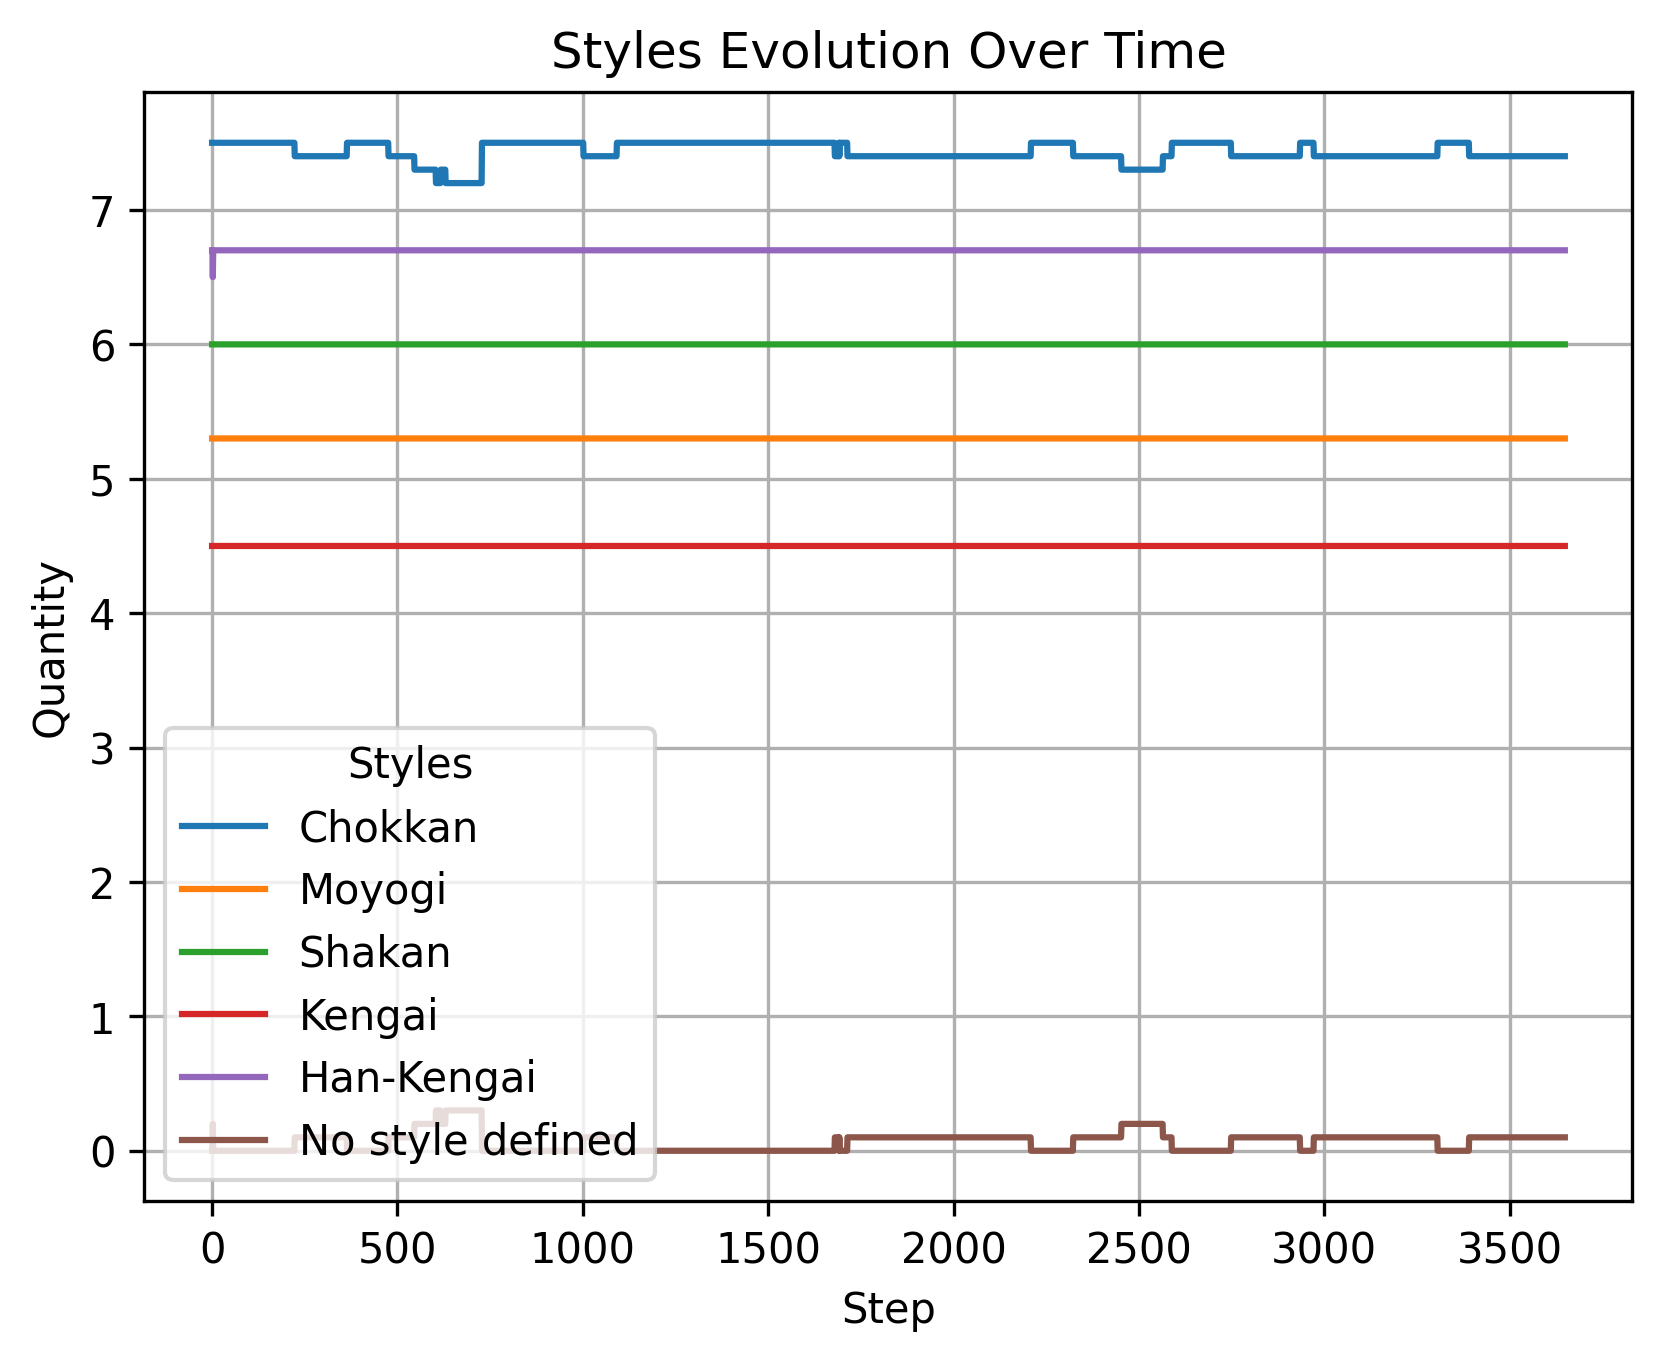 Styles Evolution Over Time
Quantity
7
6
5
4
3
2
1
0
Styles
Chokkan
Moyogi
Shakan
Kengai
Han-Kengai
No style defined
0 500 1000 1500 2000 2500 3000 3500
Step